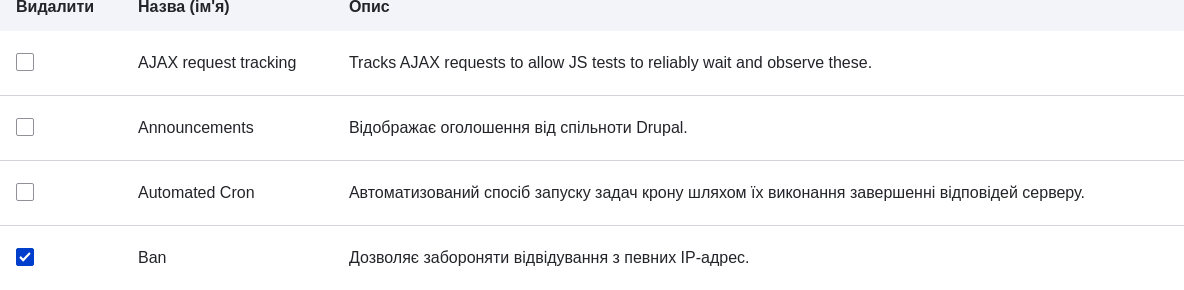 Видалити Назва (ім'я) Опис
AJAX request tracking Tracks AJAX requests to allow JS tests to reliably wait and observe these.
Announcements Відображає оголошення від спільноти Drupal.
Automated Cron Автоматизований спосіб запуску задач крону шляхом їх виконання завершенні відповідей серверу.
Ban Дозволяє забороняти відвідування з певних IP-адрес.